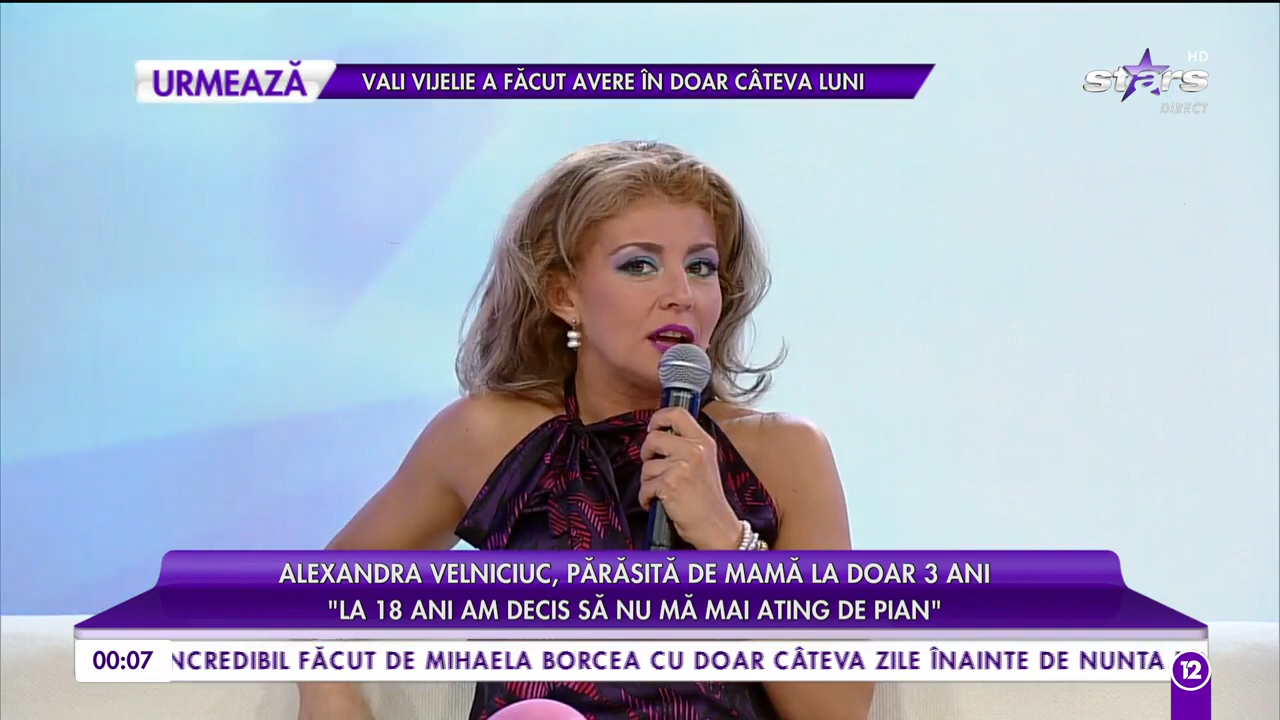 URMEAZĂ VALI VIJELIE A FĂCUT AVERE ÎN DOAR CÂTEVA LUNI
HD
stars
DIRECT
ALEXANDRA VELNICIUC, PĂRĂSITĂ DE MAMĂ LA DOAR 3 ANI
"LA 18 ANI AM DECIS SĂ NU MĂ MAI ATING DE PIAN"
00:07 NCREDIBIL FĂCUT DE MIHAELA BORCEA CU DOAR CÂTEVA ZILE ÎNAINTE DE NUNTA
12